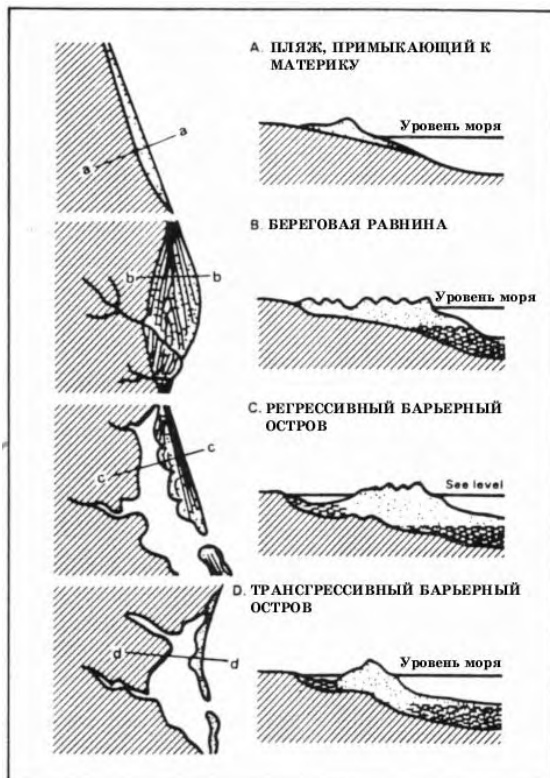 A. ПЛЯЖ, ПРИМЫКАЮЩИЙ К
МАТЕРИКУ
Уровень моря
a
a
B. БЕРЕГОВАЯ РАВНИНА
b
b
Уровень моря
C. РЕГРЕССИВНЫЙ БАРЬЕРНЫЙ
ОСТРОВ
c
c
See level
D. ТРАНСГРЕССИВНЫЙ БАРЬЕРНЫЙ
ОСТРОВ
d
d
Уровень моря